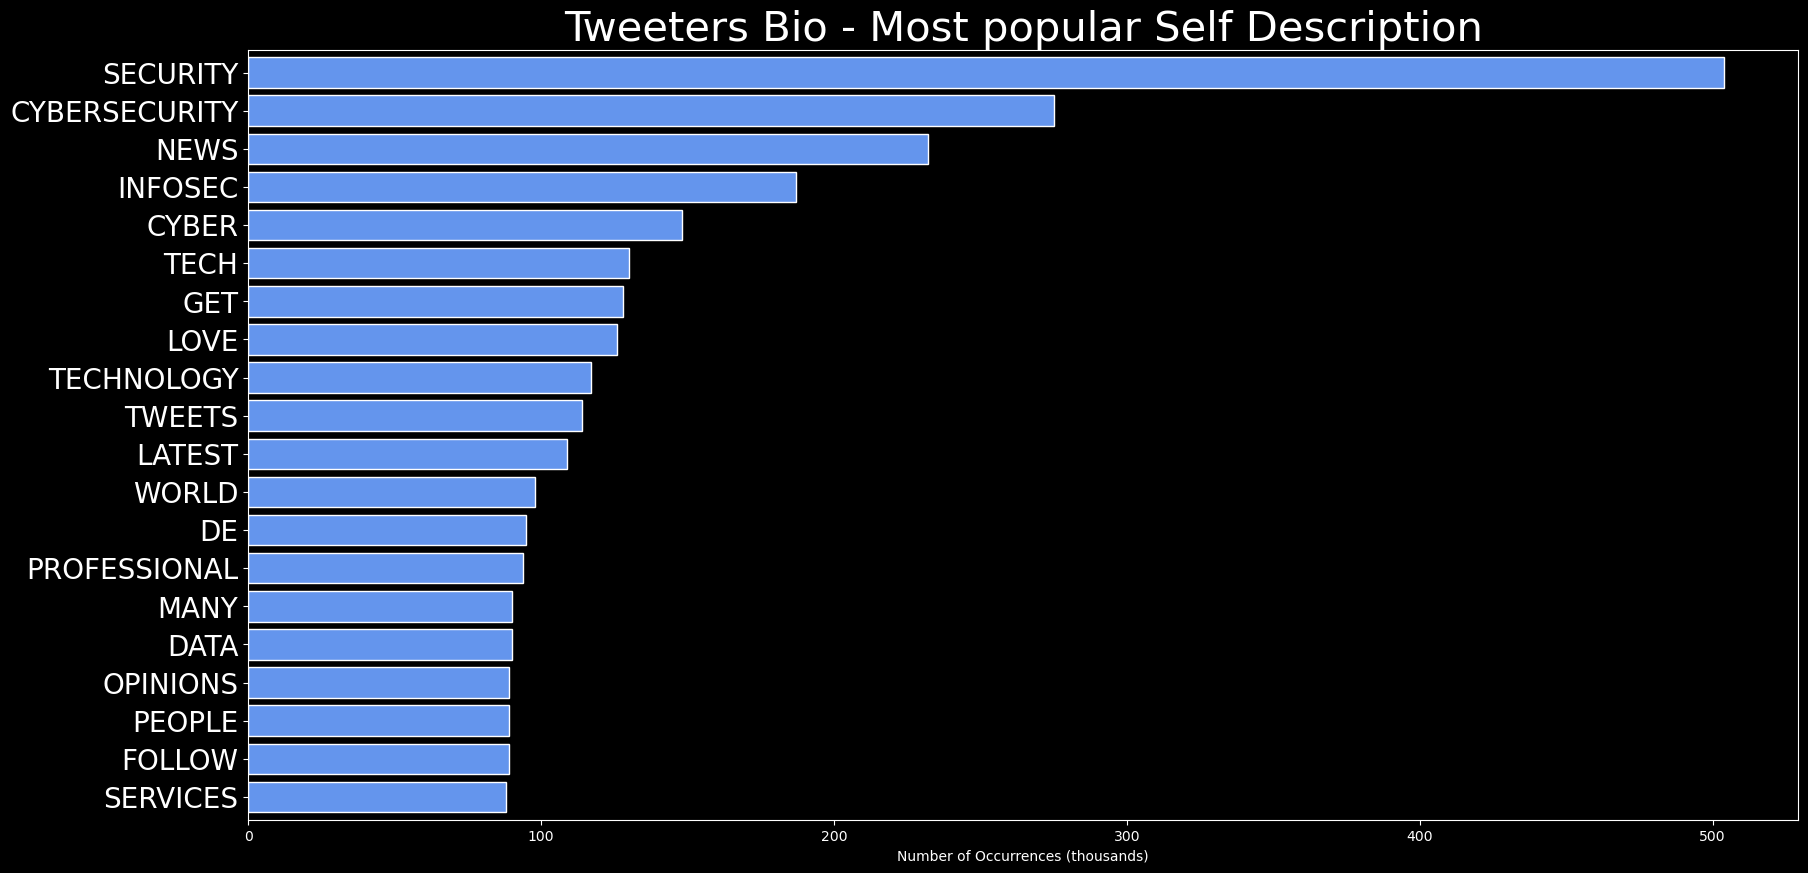 Tweeters Bio - Most popular Self Description
SECURITY
CYBERSECURITY
NEWS
INFOSEC
CYBER
TECH
GET
LOVE
TECHNOLOGY
TWEETS
LATEST
WORLD
DE
PROFESSIONAL
MANY
DATA
OPINIONS
PEOPLE
FOLLOW
SERVICES
0 100 200 300 400 500
Number of Occurrences (thousands)